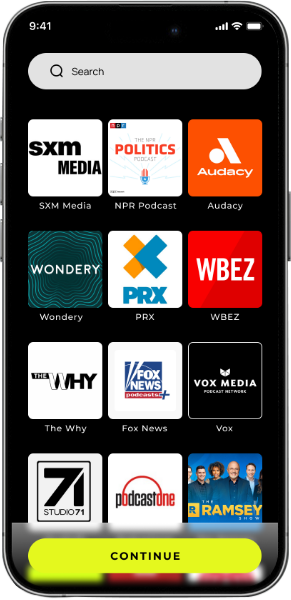 9:41
Search
sxm
MEDIA
npr
THE NPR
POLITICS
PODCAST
Audacy
SXM Media
NPR Podcast
Audacy
WONDERY
PRX
WBEZ
Wondery
PRX
WBEZ
THE WHY
FOX
NEWS
podcasts+
VOX MEDIA
PODCAST NETWORK
The Why
Fox News
Vox
71
STUDIO71
podcastone
THE
R RAMSEY
SHOW
CONTINUE